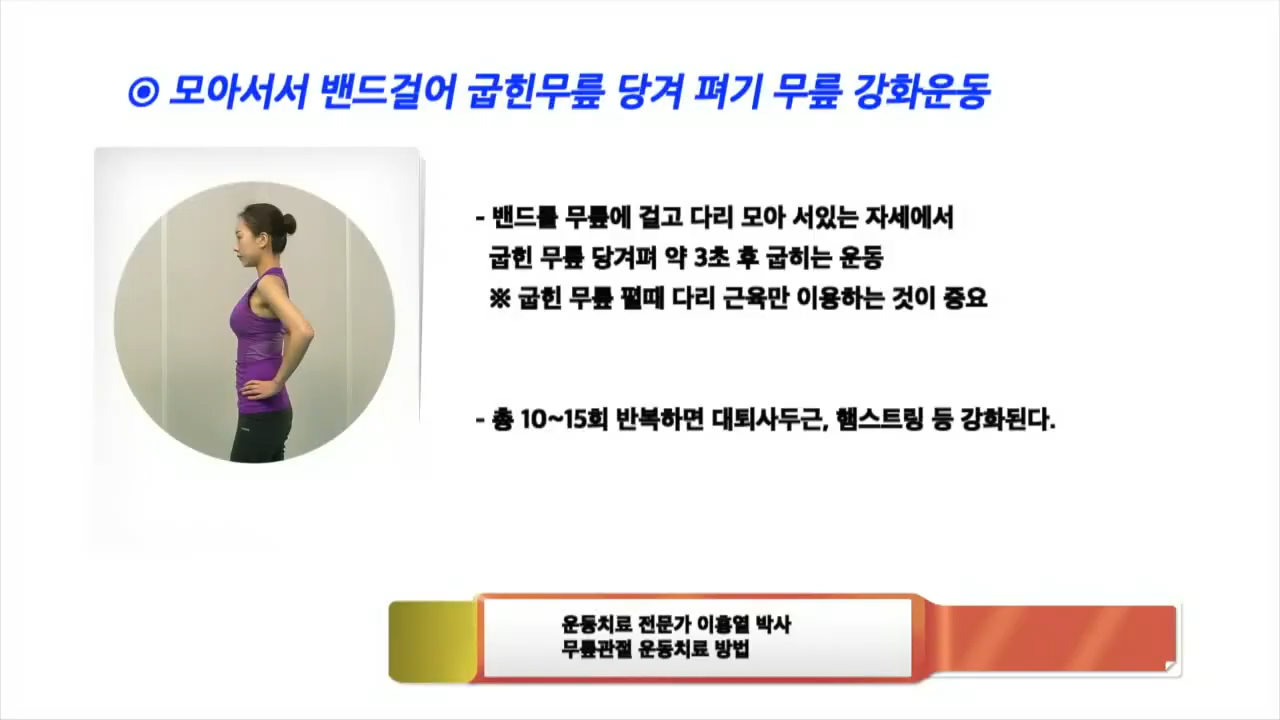 ◎ 모아서서 밴드걸어 굽힌무릎 당겨 펴기 무릎 강화운동
- 밴드를 무릎에 걸고 다리 모아 서있는 자세에서
굽힌 무릎 당겨펴 약 3초 후 굽히는 운동
※ 굽힌 무릎 펼때 다리 근육만 이용하는 것이 중요
- 총 10~15회 반복하면 대퇴사두근, 햄스트링 등 강화된다.
운동치료 전문가 이흥열 박사
무릎관절 운동치료 방법